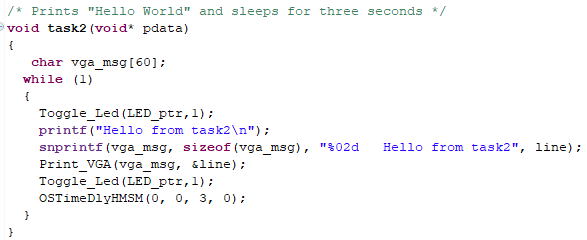 /* Prints "Hello World" and sleeps for three seconds */
void task2(void* pdata)
{
   char vga_msg[60];
  while (1)
  {
    Toggle_Led(LED_ptr,1);
    printf("Hello from task2\n");
    snprintf(vga_msg, sizeof(vga_msg), "%02d   Hello from task2", line);
    Print_VGA(vga_msg, &line);
    Toggle_Led(LED_ptr,1);
    OSTimeDlyHMSM(0, 0, 3, 0);
  }
}